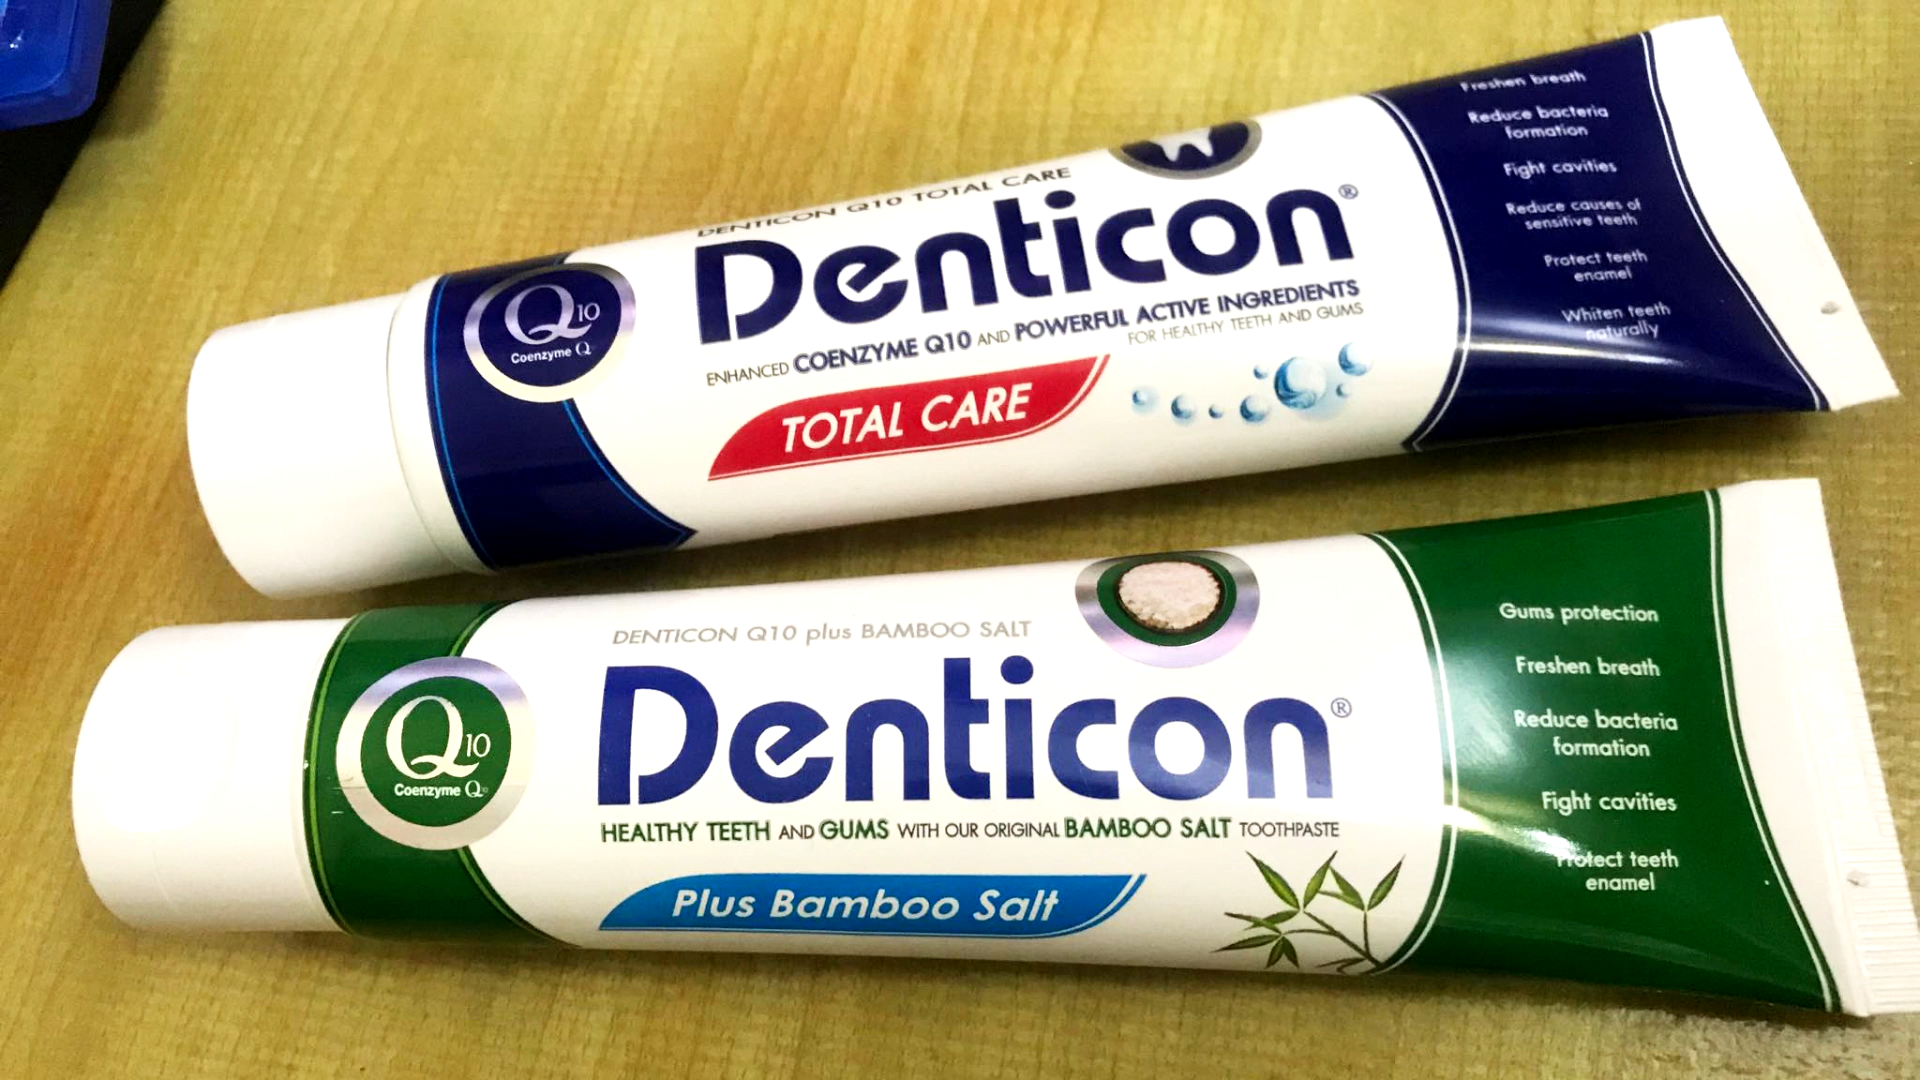 DENTICON Q10 TOTAL CARE
Denticon®
ENHANCED COENZYME Q10 AND POWERFUL ACTIVE INGREDIENTS
FOR HEALTHY TEETH AND GUMS
TOTAL CARE
Q10
Coenzyme Q
Freshen breath
Reduce bacteria
formation
Fight cavities
Reduce causes of
sensitive teeth
Protect teeth
enamel
Whiten teeth
naturally
DENTICON Q10 plus BAMBOO SALT
Denticon®
HEALTHY TEETH AND GUMS WITH OUR ORIGINAL BAMBOO SALT TOOTHPASTE
Plus Bamboo Salt
Q10
Coenzyme Q10
Gums protection
Freshen breath
Reduce bacteria
formation
Fight cavities
Protect teeth
enamel